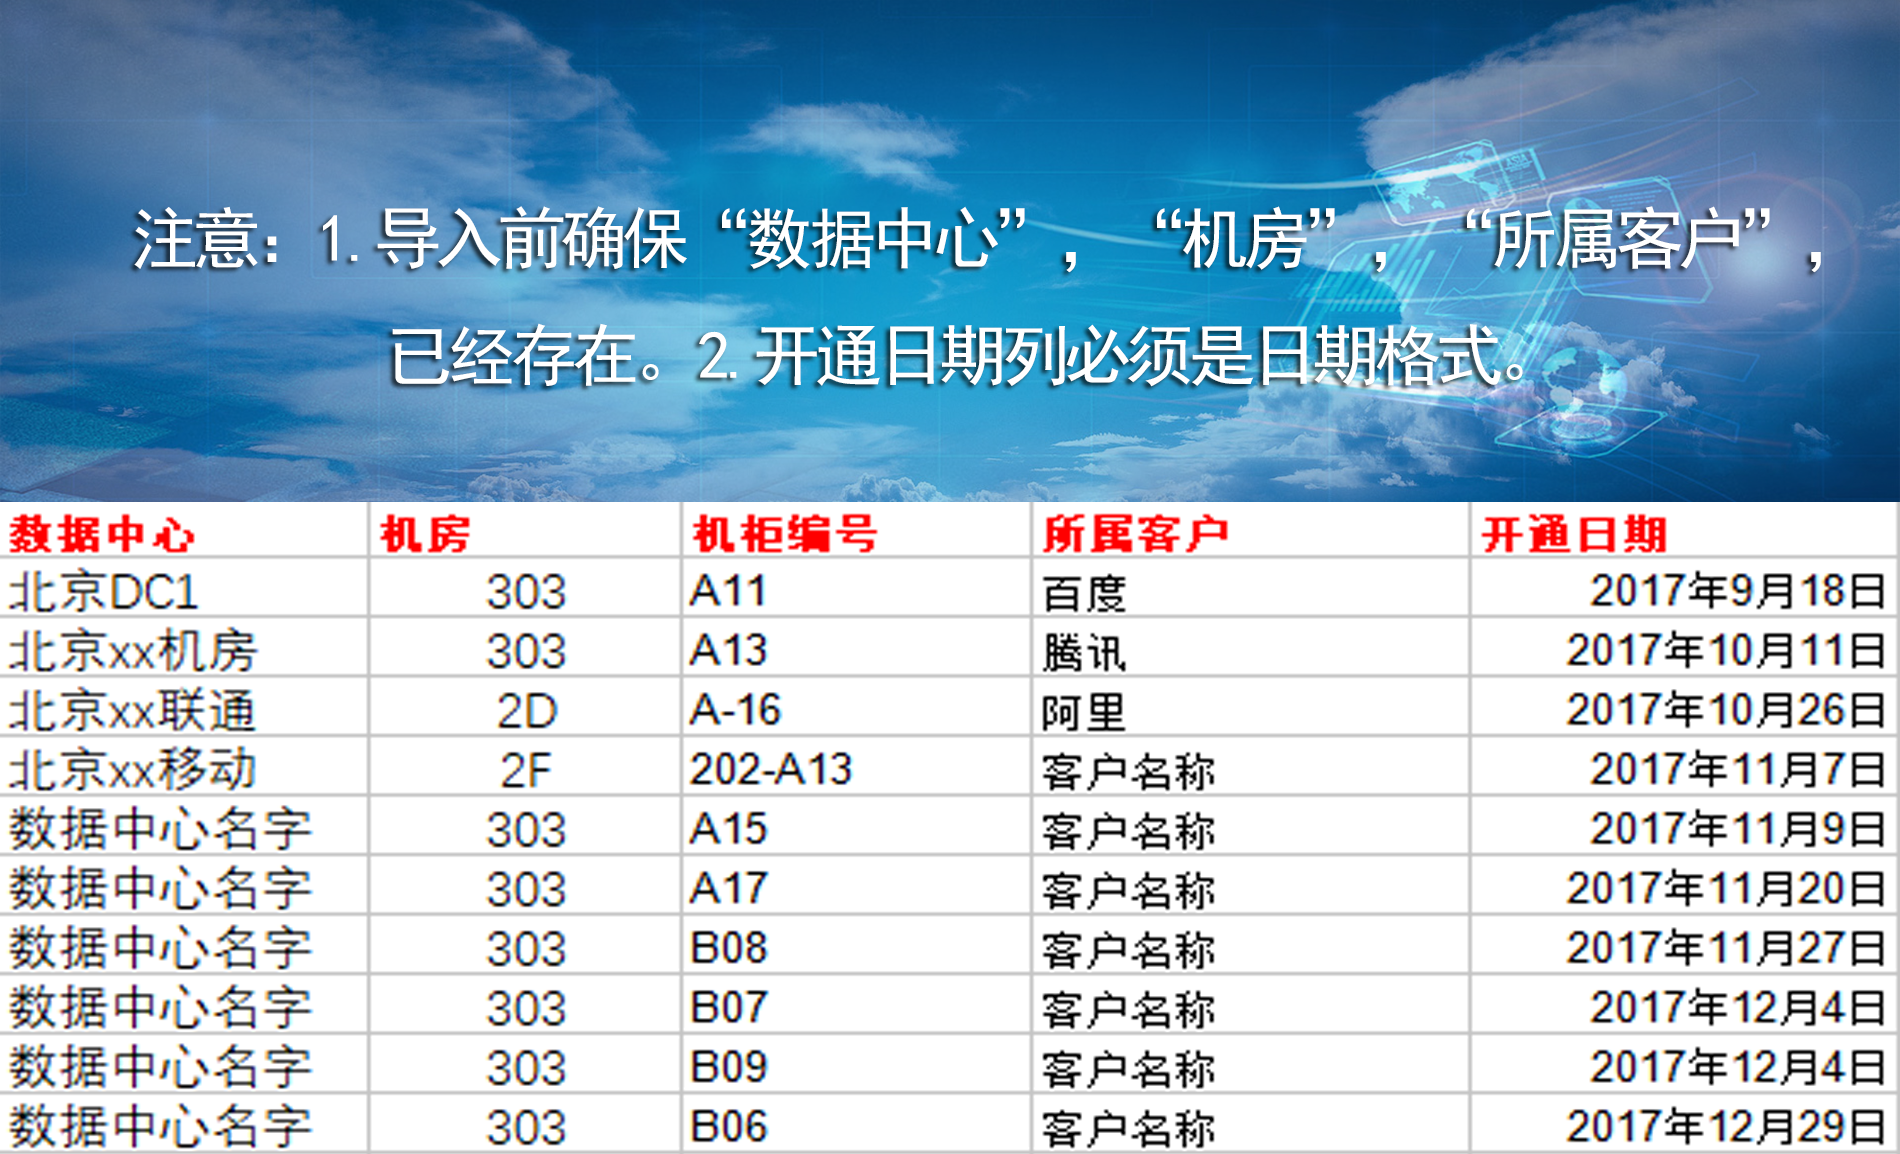 注意：1.导入前确保“数据中心”，“机房”，“所属客户”，
已经存在。2.开通日期列必须是日期格式。
数据中心 机房 机柜编号 所属客户 开通日期
北京DC1 303 A11 百度 2017年9月18日
北京xx机房 303 A13 腾讯 2017年10月11日
北京xx联通 2D A-16 阿里 2017年10月26日
北京xx移动 2F 202-A13 客户名称 2017年11月7日
数据中心名字 303 A15 客户名称 2017年11月9日
数据中心名字 303 A17 客户名称 2017年11月20日
数据中心名字 303 B08 客户名称 2017年11月27日
数据中心名字 303 B07 客户名称 2017年12月4日
数据中心名字 303 B09 客户名称 2017年12月4日
数据中心名字 303 B06 客户名称 2017年12月29日